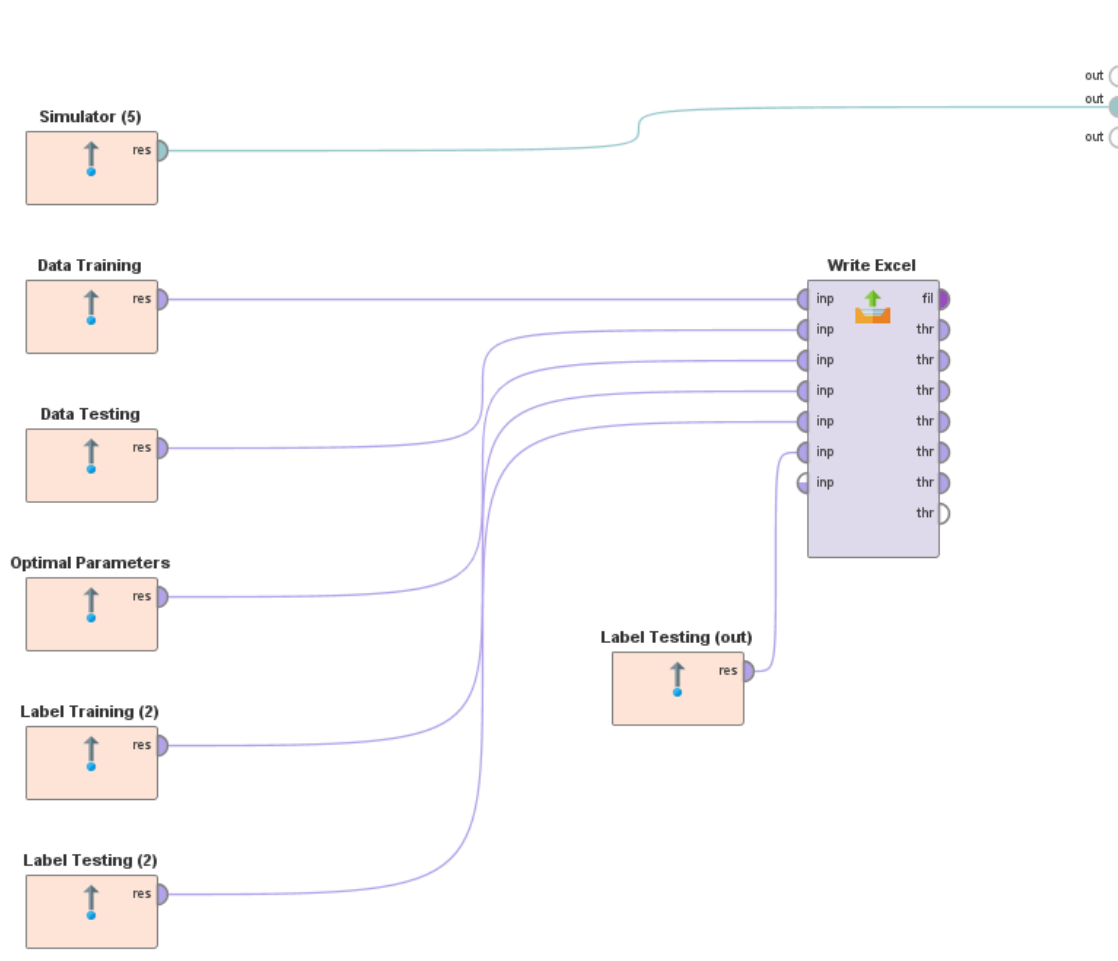 out
out
out
Simulator (5)
res
Data Training
res
Write Excel
inp
fil
inp
thr
inp
thr
inp
thr
inp
thr
inp
thr
inp
thr
thr
Data Testing
res
Optimal Parameters
res
Label Testing (out)
res
Label Training (2)
res
Label Testing (2)
res